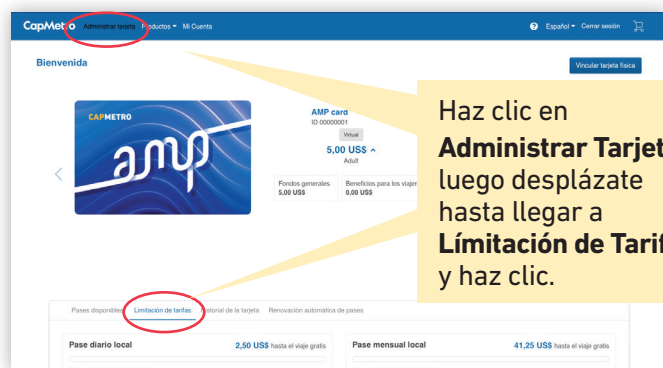 CapMetro Administrar tarjeta Productos Mi Cuenta Español Cerrar sesión
Bienvenida
Vincular tarjeta física
CAPMETRO
amp
AMP card
ID 00000001
Virtual
5,00 US$
Adult
Fondos generales
5,00 US$
Beneficios para los viajer
0,00 US$
Haz clic en
Administrar Tarjet
luego desplázate
hasta llegar a
Límitación de Tarif
y haz clic.
Pases disponibles Limitación de tarifas Historial de la tarjeta Renovación automática de pases
Pase diario local 2,50 US$ hasta el viaje gratis
Pase mensual local 41,25 US$ hasta el viaje gratis